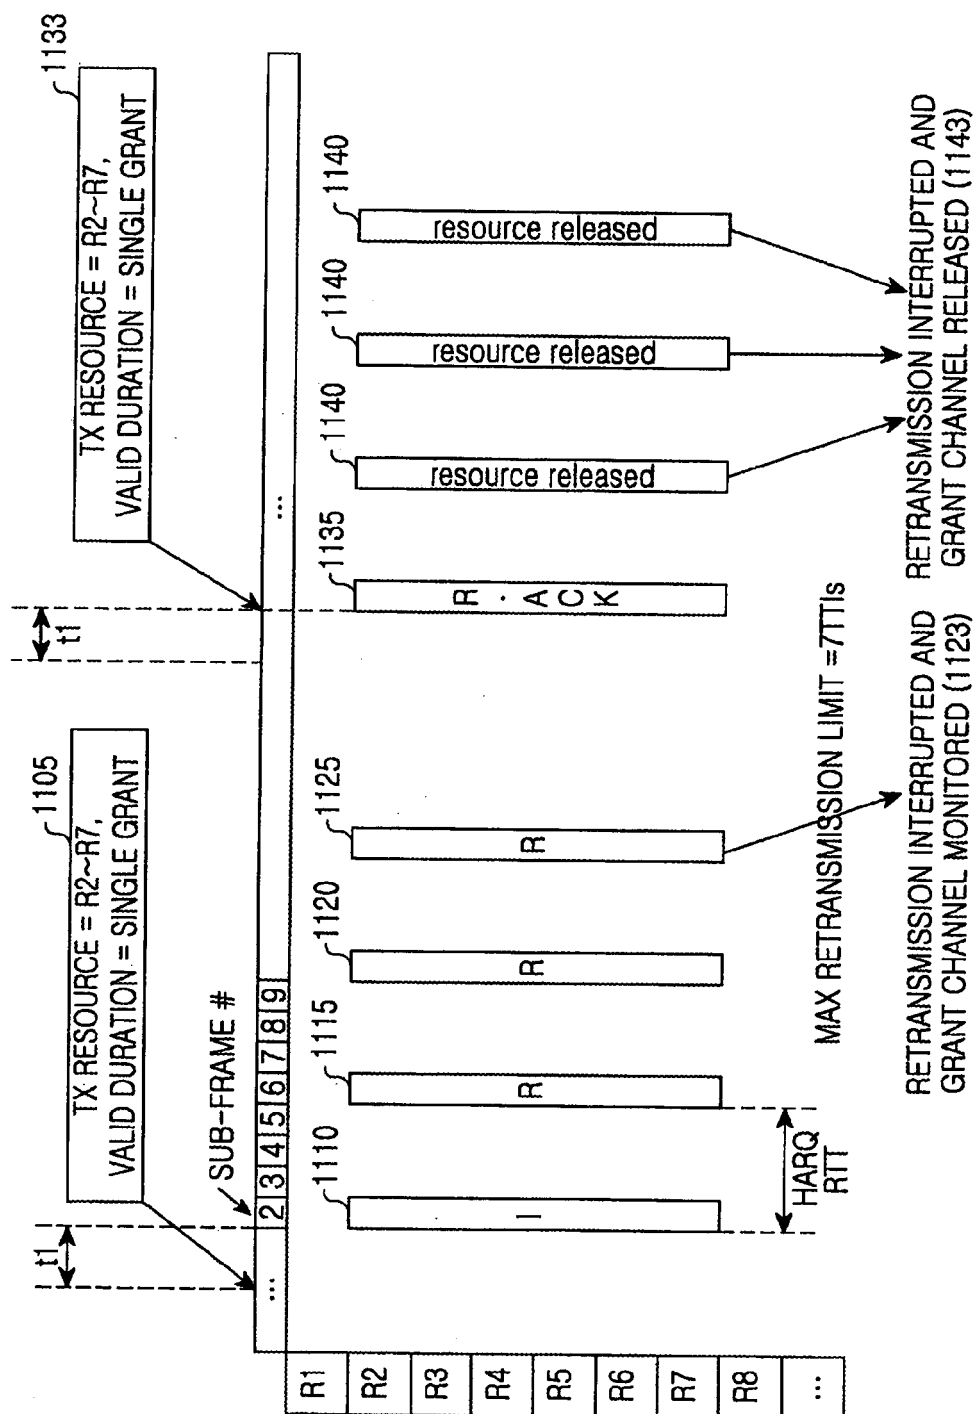 1105
TX RESOURCE = R2~R7,
VALID DURATION = SINGLE GRANT
1133
TX RESOURCE = R2~R7,
VALID DURATION = SINGLE GRANT
t1
t1
SUB-FRAME #
... 2 3 4 5 6 7 8 9 ...
R1
R2
R3
R4
R5
R6
R7
R8
...
1110
I
1115
R
1120
R
1125
R
1135
R . ACK
1140
resource released
1140
resource released
1140
resource released
HARQ
RTT
MAX RETRANSMISSION LIMIT =7TTIs
RETRANSMISSION INTERRUPTED AND
GRANT CHANNEL MONITORED (1123)
RETRANSMISSION INTERRUPTED AND
GRANT CHANNEL RELEASED (1143)